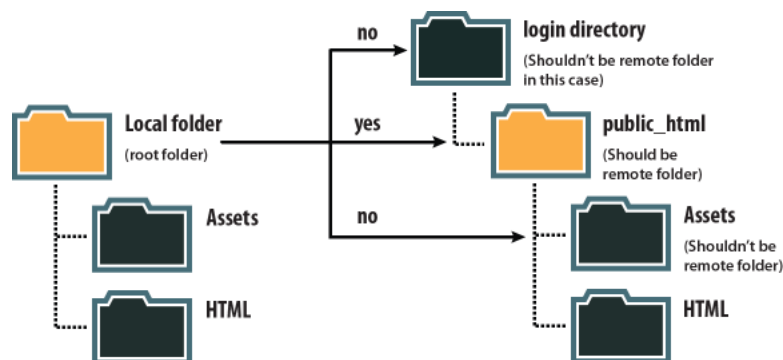 no
login directory
(Shouldn't be remote folder
in this case)
Local folder
(root folder)
yes
public_html
(Should be
remote folder)
Assets
no
Assets
(Shouldn't be
remote folder)
HTML
HTML